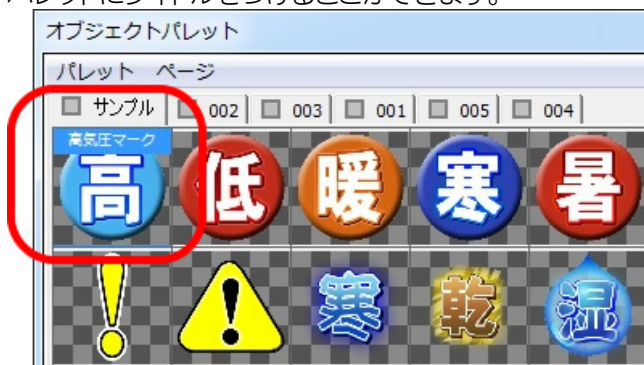 パレットにタイトルをつけることができます。
オブジェクトパレット
パレット ページ
サンプル 002 003 001 005 004
高気圧マーク
高 低 暖 寒 暑
! ! 寒 乾 湿